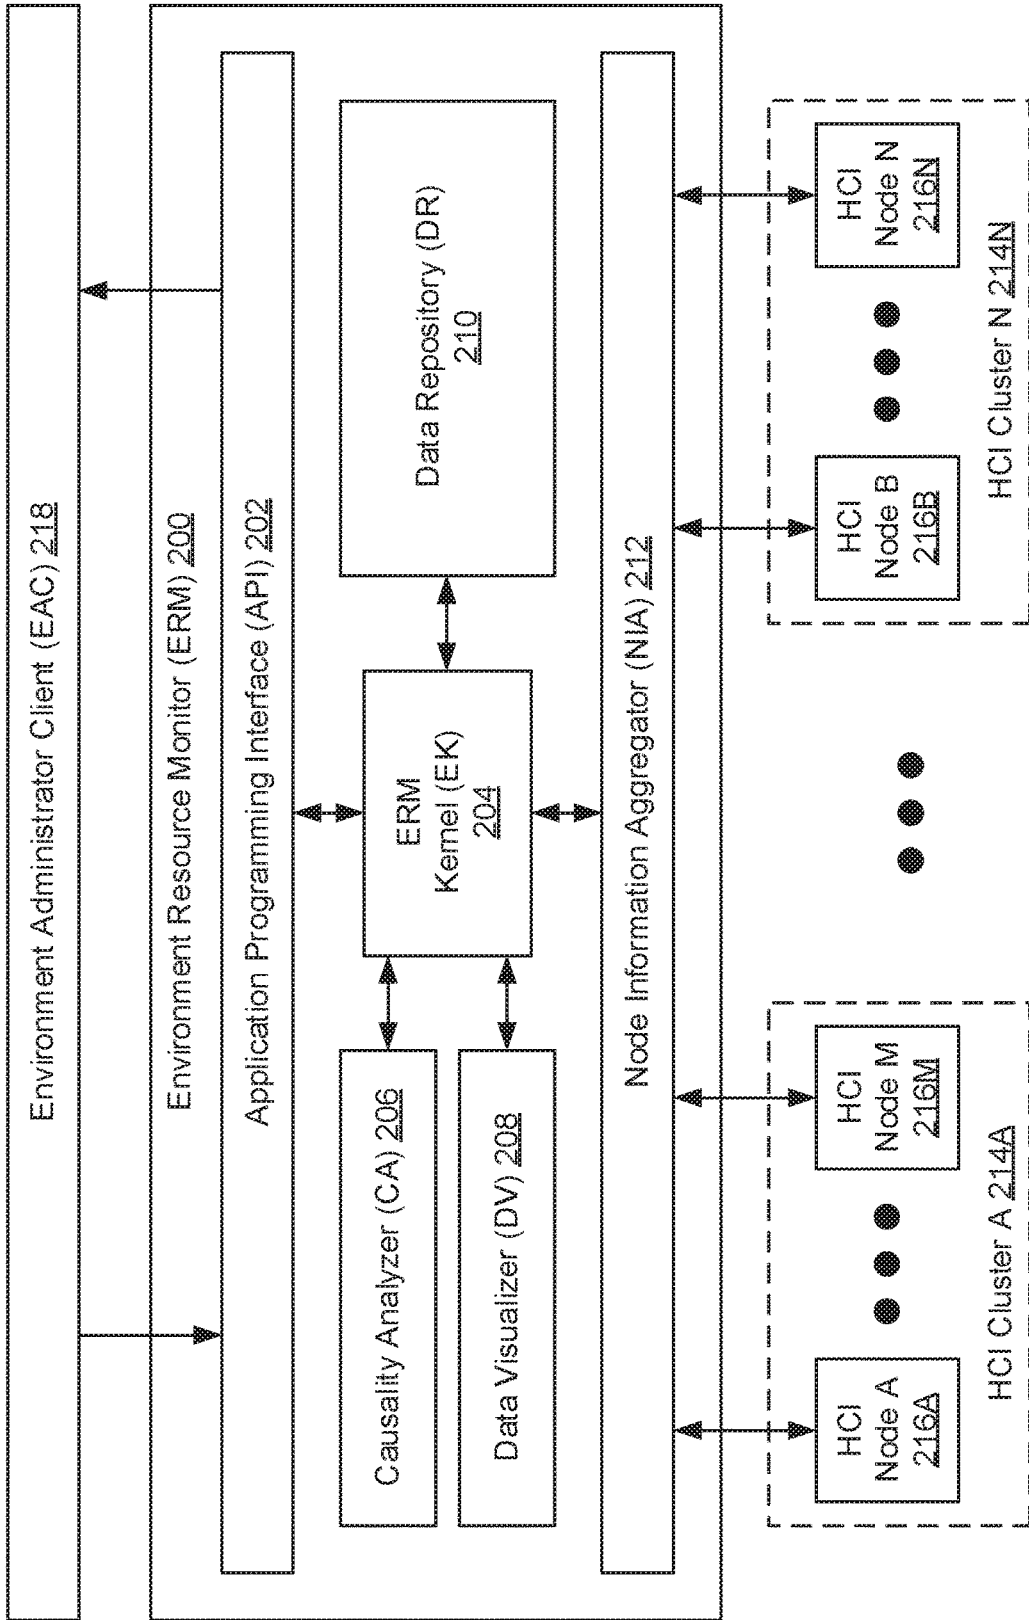 Environment Administrator Client (EAC) 218
Environment Resource Monitor (ERM) 200
Application Programming Interface (API) 202
Causality Analyzer (CA) 206
Data Visualizer (DV) 208
ERM
Kernel (EK)
204
Data Repository (DR)
210
Node Information Aggregator (NIA) 212
HCI
Node A
216A
HCI
Node M
216M
HCI Cluster A 214A
HCI
Node B
216B
HCI
Node N
216N
HCI Cluster N 214N